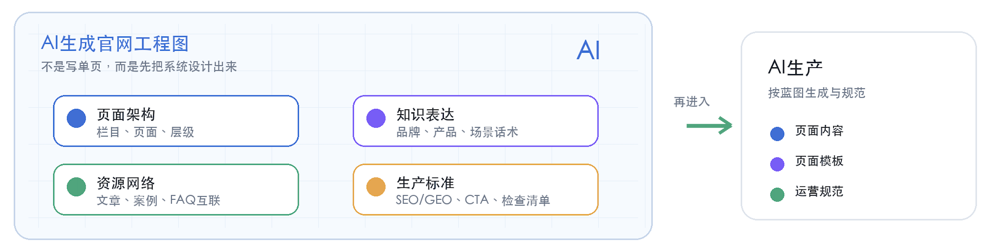 AI生成官网工程图
不是写单页，而是先把系统设计出来
AI
页面架构
栏目、页面、层级
知识表达
品牌、产品、场景话术
资源网络
文章、案例、FAQ互联
生产标准
SEO/GEO、CTA、检查清单
再进入
AI生产
按蓝图生成与规范
页面内容
页面模板
运营规范